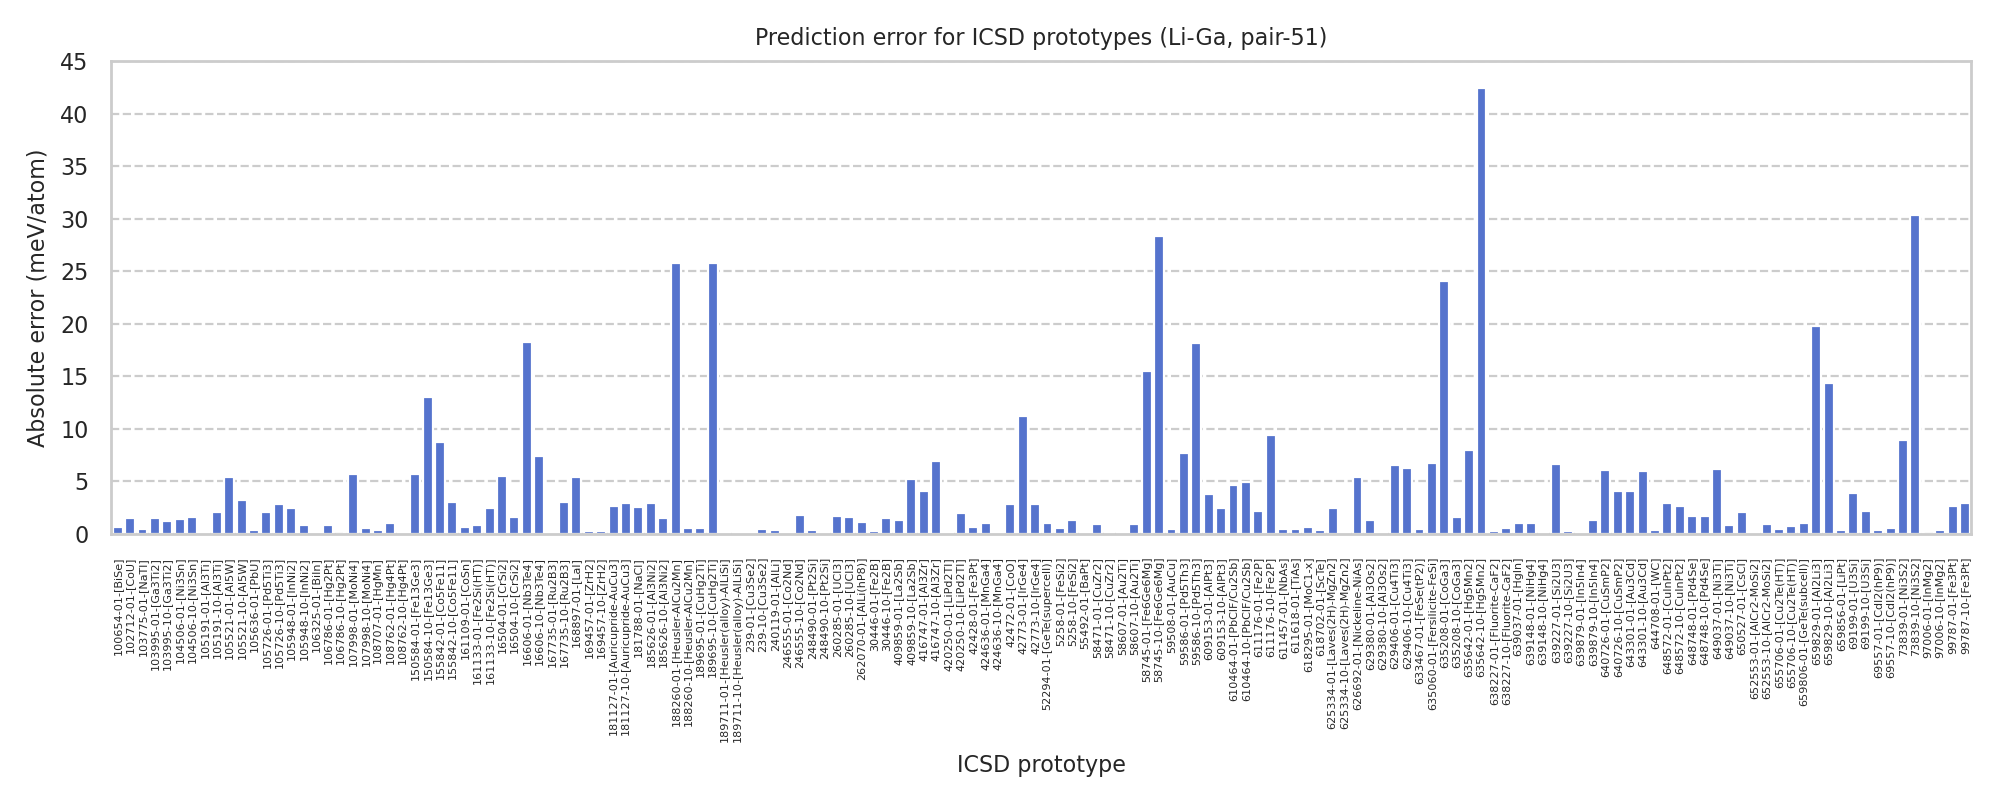 Prediction error for ICSD prototypes (Li-Ga, pair-51)
Absolute error (meV/atom)
45
40
35
30
25
20
15
10
5
0
100654-01-[BiSe]
102712-01-[CoU]
103775-01-[NaTl]
103995-01-[Ga3Ti2]
103995-10-[Ga3Ti2]
104506-01-[Ni3Sn]
104506-10-[Ni3Sn]
105191-01-[Al3Ti]
105191-10-[Al3Ti]
105521-01-[Al5W]
105521-10-[Al5W]
105636-01-[PbU]
105726-01-[Pd5Ti3]
105726-10-[Pd5Ti3]
105948-01-[InNi2]
105948-10-[InNi2]
106325-01-[BiIn]
106786-01-[Hg2Pt]
106786-10-[Hg2Pt]
107998-01-[MoNi4]
107998-10-[MoNi4]
108707-01-[HgMn]
108762-01-[Hg4Pt]
108762-10-[Hg4Pt]
150584-01-[Fe13Ge3]
150584-10-[Fe13Ge3]
155842-01-[Co5Fe11]
155842-10-[Co5Fe11]
161109-01-[CoSn]
161133-01-[Fe2Si(HT)]
161133-10-[Fe2Si(HT)]
16504-01-[CrSi2]
16504-10-[CrSi2]
16606-01-[Nb3Te4]
16606-10-[Nb3Te4]
167735-01-[Ru2B3]
167735-10-[Ru2B3]
168897-01-[LaI]
169457-01-[ZrH2]
169457-10-[ZrH2]
181127-01-[Auricupride-AuCu3]
181127-10-[Auricupride-AuCu3]
181788-01-[NaCl]
185626-01-[Al3Ni2]
185626-10-[Al3Ni2]
188260-01-[Heusler-AlCu2Mn]
188260-10-[Heusler-AlCu2Mn]
189695-01-[CuHg2Ti]
189695-10-[CuHg2Ti]
189711-01-[Heusler(alloy)-AlLiSi]
189711-10-[Heusler(alloy)-AlLiSi]
239-01-[Cu3Se2]
239-10-[Cu3Se2]
240119-01-[AlLi]
246555-01-[Co2Nd]
246555-10-[Co2Nd]
248490-01-[Pt2Si]
248490-10-[Pt2Si]
260285-01-[UCl3]
260285-10-[UCl3]
262070-01-[AlLi(hP8)]
30446-01-[Fe2B]
30446-10-[Fe2B]
409859-01-[La2Sb]
409859-10-[La2Sb]
416747-01-[Al3Zr]
416747-10-[Al3Zr]
420250-01-[LiPd2Tl]
420250-10-[LiPd2Tl]
42428-01-[Fe3Pt]
424636-01-[MnGa4]
424636-10-[MnGa4]
42472-01-[CoO]
42773-01-[IrGe4]
42773-10-[IrGe4]
52294-01-[GeTe(supercell)]
5258-01-[FeSi2]
5258-10-[FeSi2]
55492-01-[BaPt]
58471-01-[CuZr2]
58471-10-[CuZr2]
58607-01-[Au2Ti]
58607-10-[Au2Ti]
58745-01-[Fe6Ge6Mg]
58745-10-[Fe6Ge6Mg]
59508-01-[AuCu]
59586-01-[Pd5Th3]
59586-10-[Pd5Th3]
609153-01-[AlPt3]
609153-10-[AlPt3]
610464-01-[PbClF/Cu2Sb]
610464-10-[PbClF/Cu2Sb]
611176-01-[Fe2P]
611176-10-[Fe2P]
611457-01-[NbAs]
611618-01-[TiAs]
618295-01-[MoC1-x]
618702-01-[ScTe]
625334-01-[Laves(2H)-MgZn2]
625334-10-[Laves(2H)-MgZn2]
626692-01-[Nickeline-NiAs]
629380-01-[Al3Os2]
629380-10-[Al3Os2]
629406-01-[Cu4Ti3]
629406-10-[Cu4Ti3]
633467-01-[FeSe(tP2)]
635060-01-[Fersilicite-FeSi]
635208-01-[CoGa3]
635208-10-[CoGa3]
635642-01-[Hg5Mn2]
635642-10-[Hg5Mn2]
638227-01-[Fluorite-CaF2]
638227-10-[Fluorite-CaF2]
639037-01-[HgIn]
639148-01-[NiHg4]
639148-10-[NiHg4]
639227-01-[Si2U3]
639227-10-[Si2U3]
639879-01-[In5In4]
639879-10-[In5In4]
640726-01-[CuSmP2]
640726-10-[CuSmP2]
643301-01-[Au3Cd]
643301-10-[Au3Cd]
644708-01-[WC]
648572-01-[CuInPt2]
648572-10-[CuInPt2]
648748-01-[Pd4Se]
648748-10-[Pd4Se]
649037-01-[Ni3Ti]
649037-10-[Ni3Ti]
650527-01-[CsCl]
652553-01-[AlCr2-MoSi2]
652553-10-[AlCr2-MoSi2]
655706-01-[Cu2Te(HT)]
655706-10-[Cu2Te(HT)]
659806-01-[GeTe(subcell)]
659829-01-[Al2Li3]
659829-10-[Al2Li3]
659856-01-[LiPt]
69199-01-[U3Si]
69199-10-[U3Si]
69557-01-[CdI2(hP9)]
69557-10-[CdI2(hP9)]
73839-01-[Ni3S2]
73839-10-[Ni3S2]
97006-01-[InMg2]
97006-10-[InMg2]
99787-01-[Fe3Pt]
99787-10-[Fe3Pt]
ICSD prototype